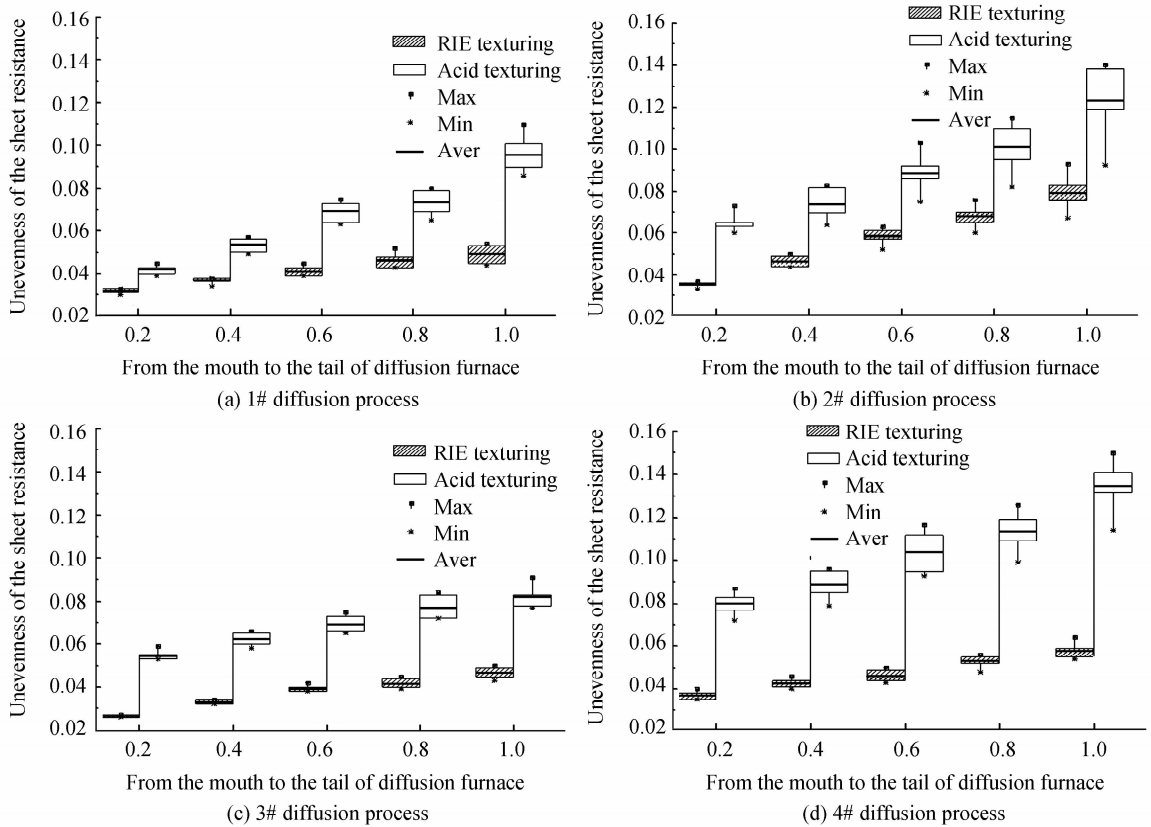 Unevenness of the sheet resistance
0.16
0.14
0.12
0.10
0.08
0.06
0.04
0.02
RIE texturing
Acid texturing
Max
Min
Aver
0.2
0.4
0.6
0.8
1.0
From the mouth to the tail of diffusion furnace
(a) 1# diffusion process
Unevenness of the sheet resistance
0.16
0.14
0.12
0.10
0.08
0.06
0.04
0.02
RIE texturing
Acid texturing
Max
Min
Aver
0.2
0.4
0.6
0.8
1.0
From the mouth to the tail of diffusion furnace
(b) 2# diffusion process
Unevenness of the sheet resistance
0.16
0.14
0.12
0.10
0.08
0.06
0.04
0.02
RIE texturing
Acid texturing
Max
Min
Aver
0.2
0.4
0.6
0.8
1.0
From the mouth to the tail of diffusion furnace
(c) 3# diffusion process
Unevenness of the sheet resistance
0.16
0.14
0.12
0.10
0.08
0.06
0.04
0.02
RIE texturing
Acid texturing
Max
Min
Aver
0.2
0.4
0.6
0.8
1.0
From the mouth to the tail of diffusion furnace
(d) 4# diffusion process